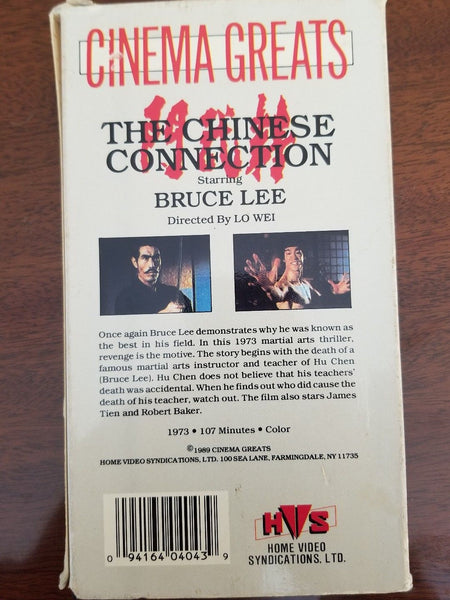 CINEMA GREATS
THE CHINESE
CONNECTION
Starring
BRUCE LEE
Directed By LO WEI
Once again Bruce Lee demonstrates why he was known as
the best in his field. In this 1973 martial arts thriller,
revenge is the motive. The story begins with the death of a
famous martial arts instructor and teacher of Hu Chen
(Bruce Lee). Hu Chen does not believe that his teachers'
death was accidental. When he finds out who did cause the
death of his teacher, watch out. The film also stars James
Tien and Robert Baker.
1973 • 107 Minutes • Color
©1989 CINEMA GREATS
HOME VIDEO SYNDICATIONS, LTD. 100 SEA LANE, FARMINGDALE, NY 11735
0 94164 04043 9
HVS
HOME VIDEO
SYNDICATIONS, LTD.